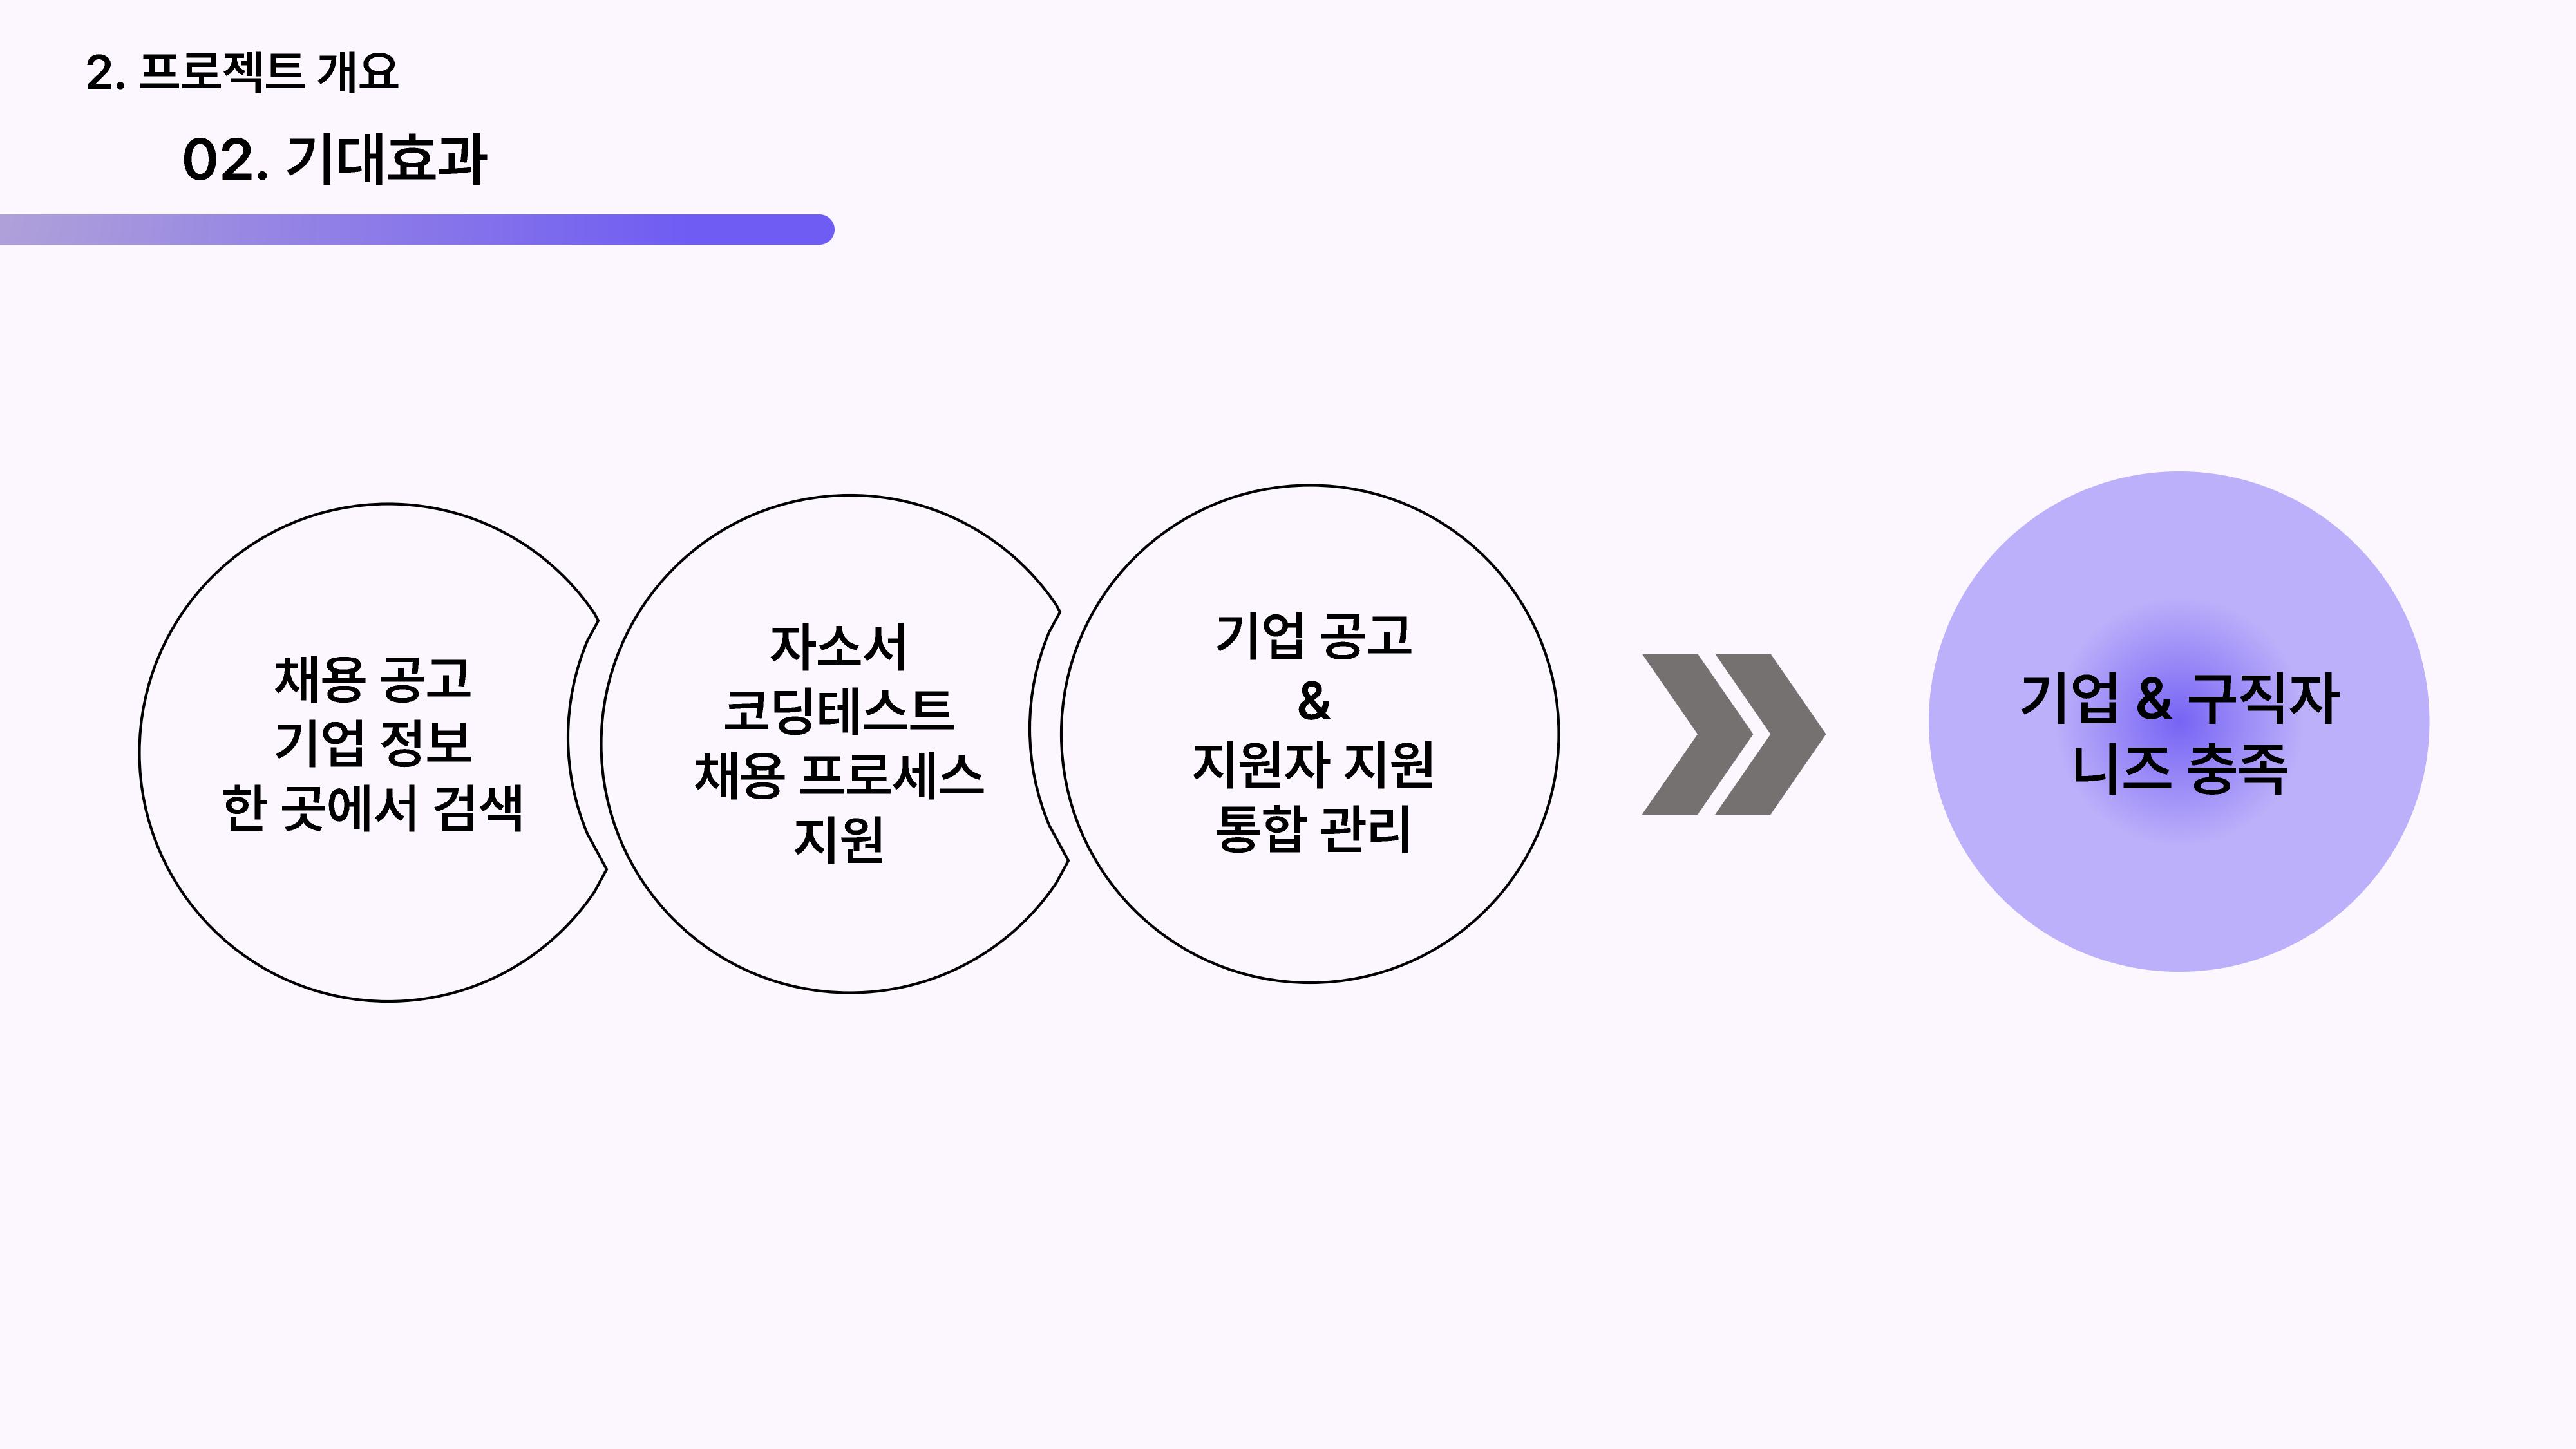 2. 프로젝트 개요
02. 기대효과
채용 공고
기업 정보
한 곳에서 검색
자소서
코딩테스트
채용 프로세스
지원
기업 공고
&
지원자 지원
통합 관리
기업 & 구직자
니즈 충족